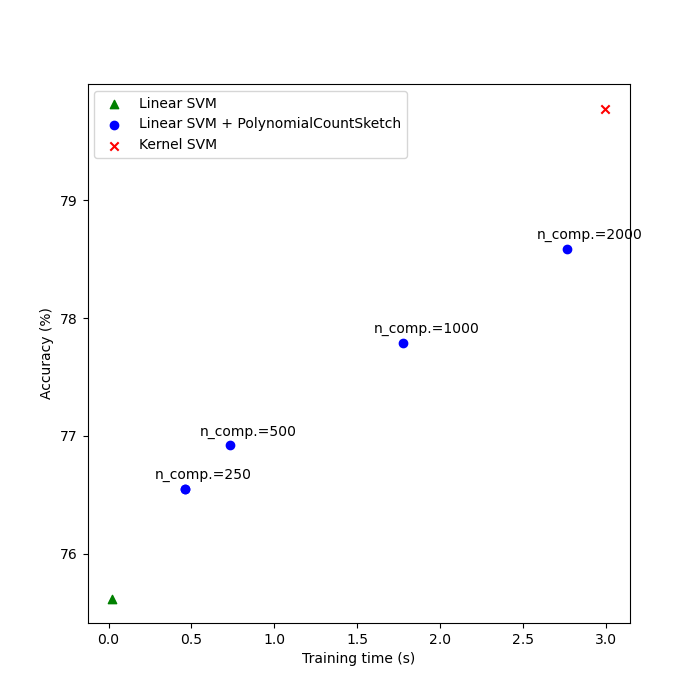 Linear SVM
Linear SVM + PolynomialCountSketch
Kernel SVM
79
n_comp.=2000
78
n_comp.=1000
Accuracy (%)
77
n_comp.=500
n_comp.=250
76
0.0 0.5 1.0 1.5 2.0 2.5 3.0
Training time (s)